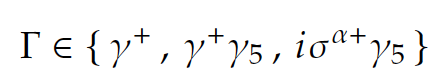 Γ ∈ { γ⁺ , γ⁺γ₅ , iσ^{α+}γ₅ }